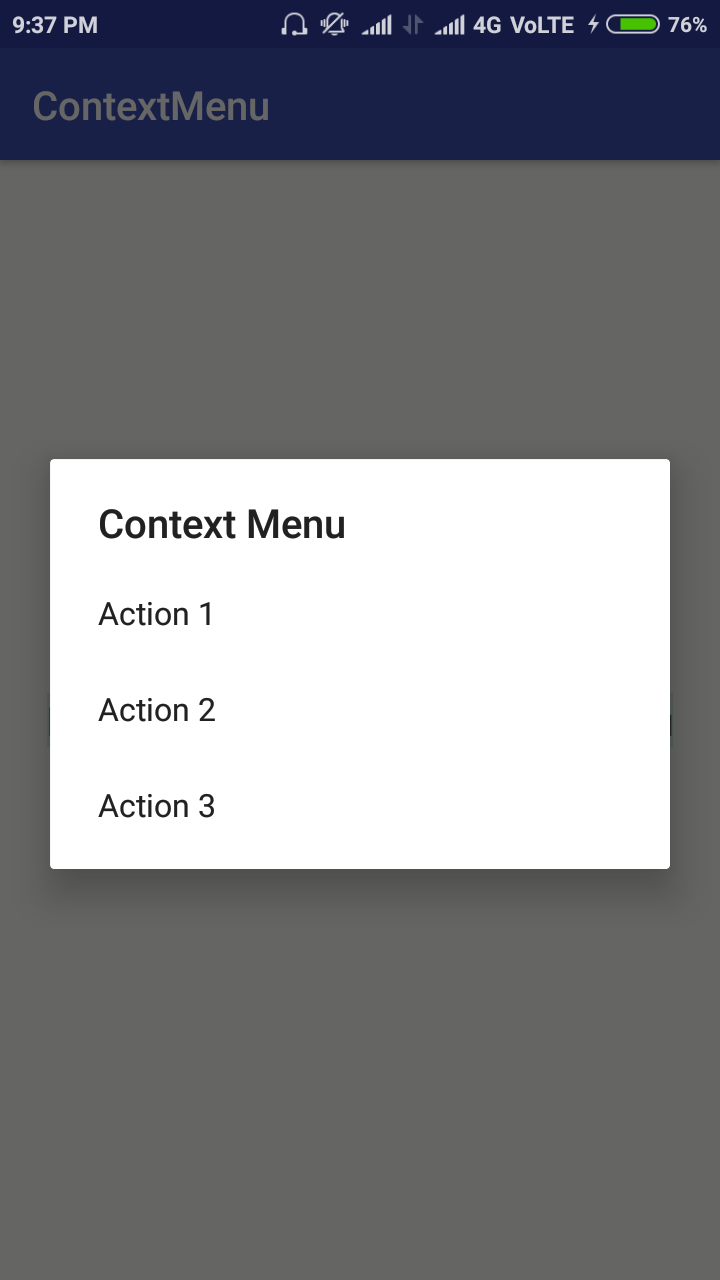 9:37 PM 4G VoLTE 76%
ContextMenu
Context Menu
Action 1
Action 2
Action 3